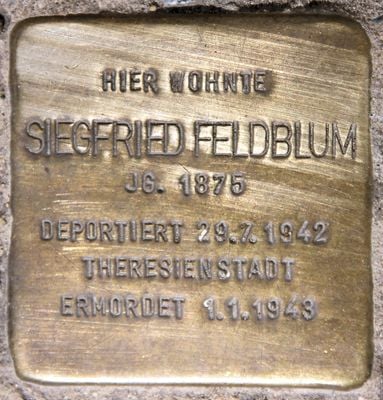 HIER WOHNTE
SIEGFRIED FELDBLUM
JG. 1875
DEPORTIERT 29.7.1942
THERESIENSTADT
ERMORDET 1.1.1943